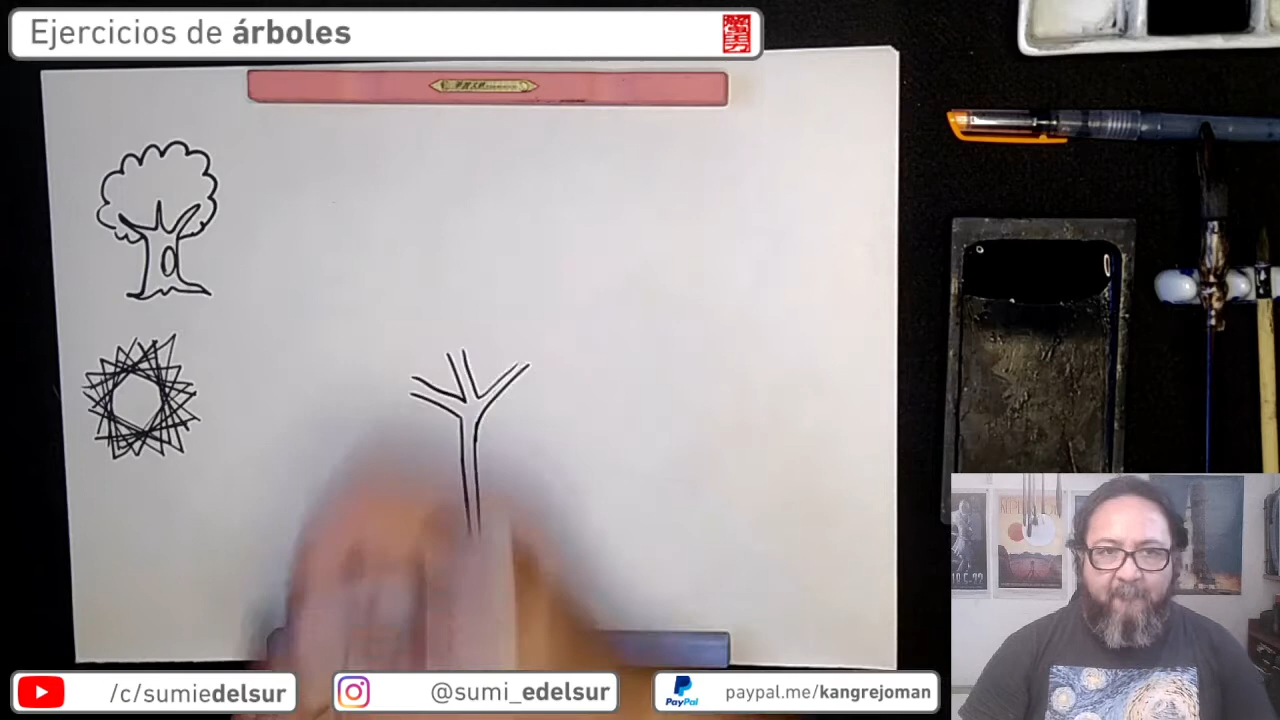 Ejercicios de árboles
/c/sumiedelsur
@sumi_edelsur
PayPal
paypal.me/kangrejoman